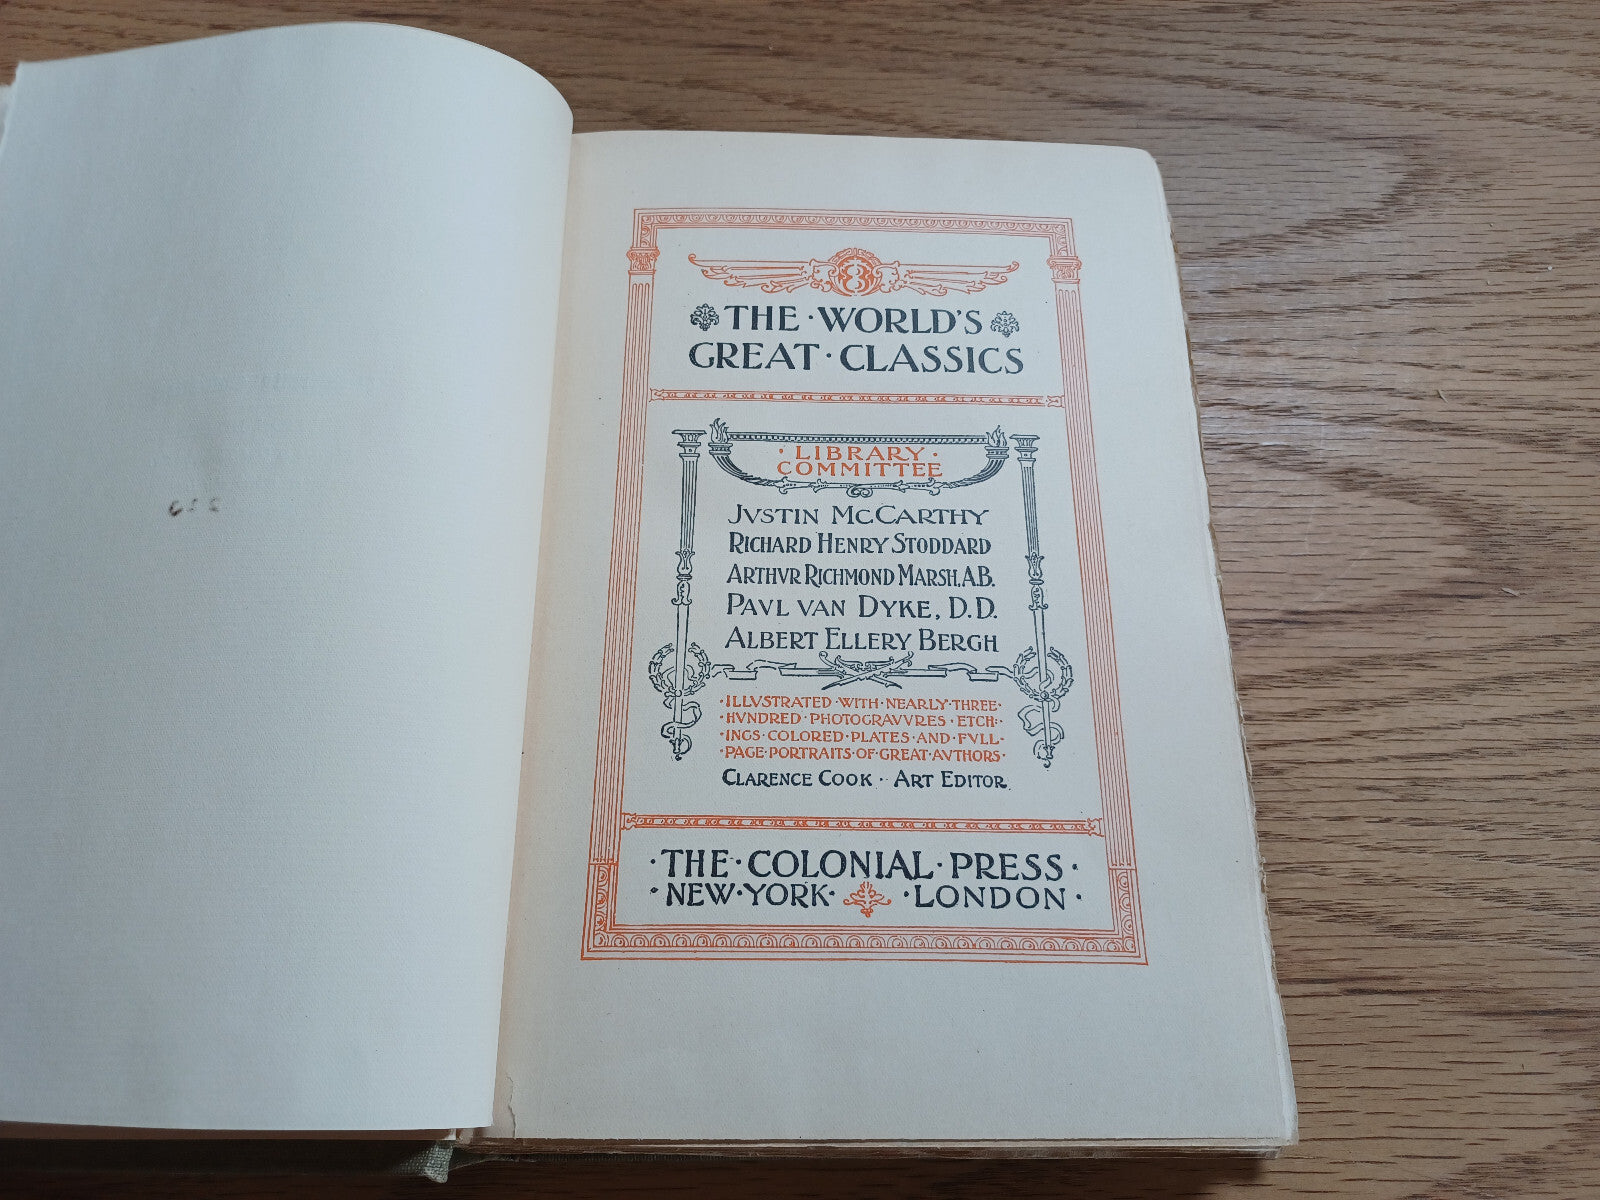 THE·WORLD'S
GREAT·CLASSICS
·LIBRARY·
COMMITTEE
JVSTIN MCCARTHY
RICHARD HENRY STODDARD
ARTHVR RICHMOND MARSH, A.B.
PAVL VAN DYKE, D.D.
ALBERT ELLERY BERGH
·ILLVSTRATED·WITH·NEARLY·THREE·
·HVNDRED·PHOTOGRAVVRES·ETCH-
·INGS·COLORED·PLATES·AND·FVLL·
·PAGE·PORTRAITS·OF·GREAT·AVTHORS·
CLARENCE COOK · ART EDITOR.
·THE·COLONIAL·PRESS·
·NEW·YORK· ·LONDON·